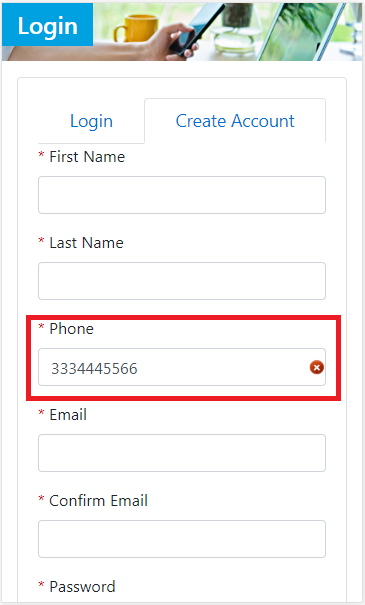 Login
Login Create Account
* First Name
* Last Name
* Phone
3334445566
* Email
* Confirm Email
* Password